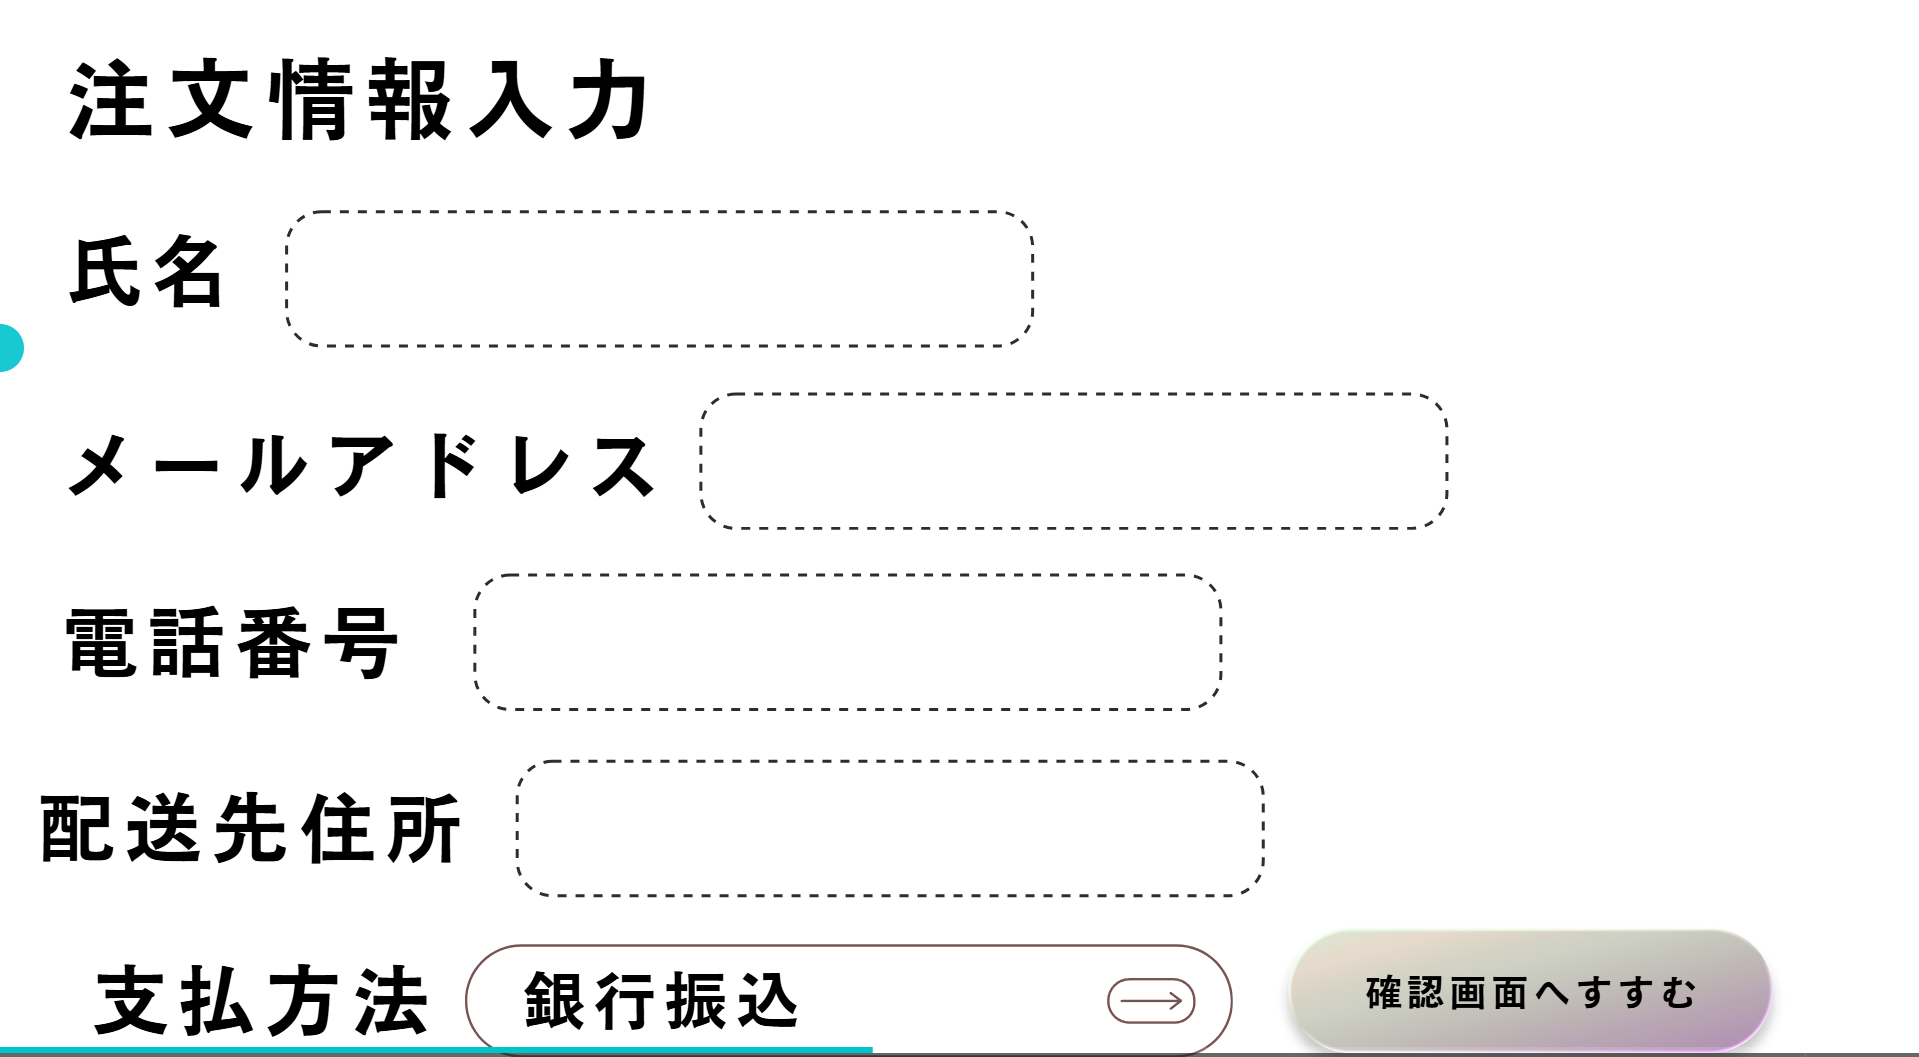 注文情報入力
氏名
メールアドレス
電話番号
配送先住所
支払方法
銀行振込
確認画面へすすむ